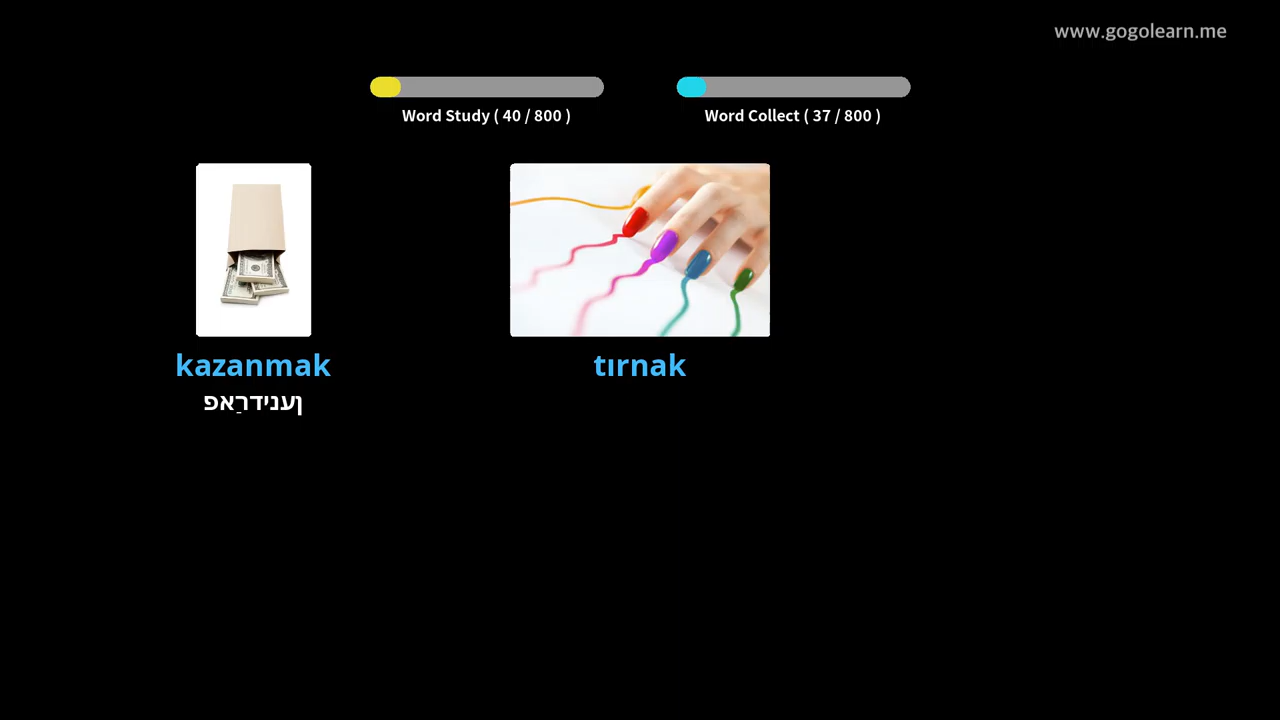 www.gogolearn.me
Word Study ( 40 / 800 )
Word Collect ( 37 / 800 )
kazanmak
פאַרדינען
tırnak